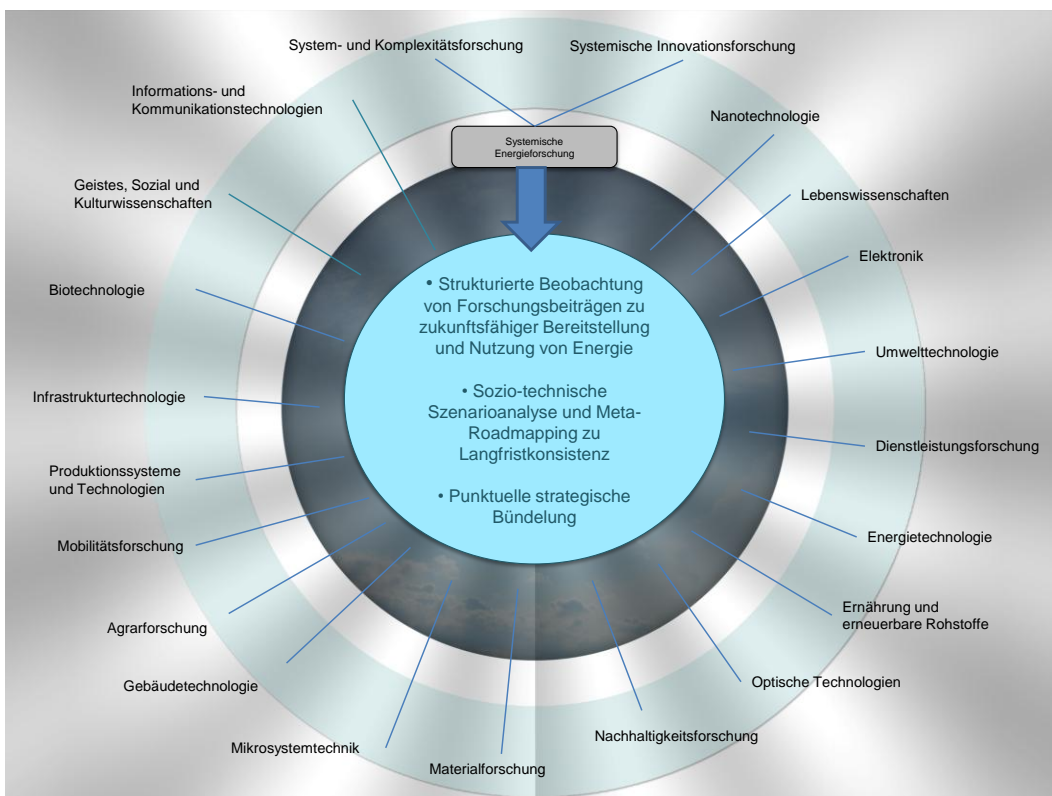 System- und Komplexitätsforschung
Systemische Innovationsforschung
Informations- und
Kommunikationstechnologien
Nanotechnologie
Systemische
Energieforschung
Geistes, Sozial und
Kulturwissenschaften
Lebenswissenschaften
Elektronik
Biotechnologie
• Strukturierte Beobachtung
von Forschungsbeiträgen zu
zukunftsfähiger Bereitstellung
und Nutzung von Energie
Umwelttechnologie
Infrastrukturtechnologie
• Sozio-technische
Szenarioanalyse und Meta-
Roadmapping zu
Langfristkonsistenz
Dienstleistungsforschung
Produktionssysteme
und Technologien
• Punktuelle strategische
Bündelung
Mobilitätsforschung
Energietechnologie
Agrarforschung
Ernährung und
erneuerbare Rohstoffe
Gebäudetechnologie
Optische Technologien
Mikrosystemtechnik
Nachhaltigkeitsforschung
Materialforschung